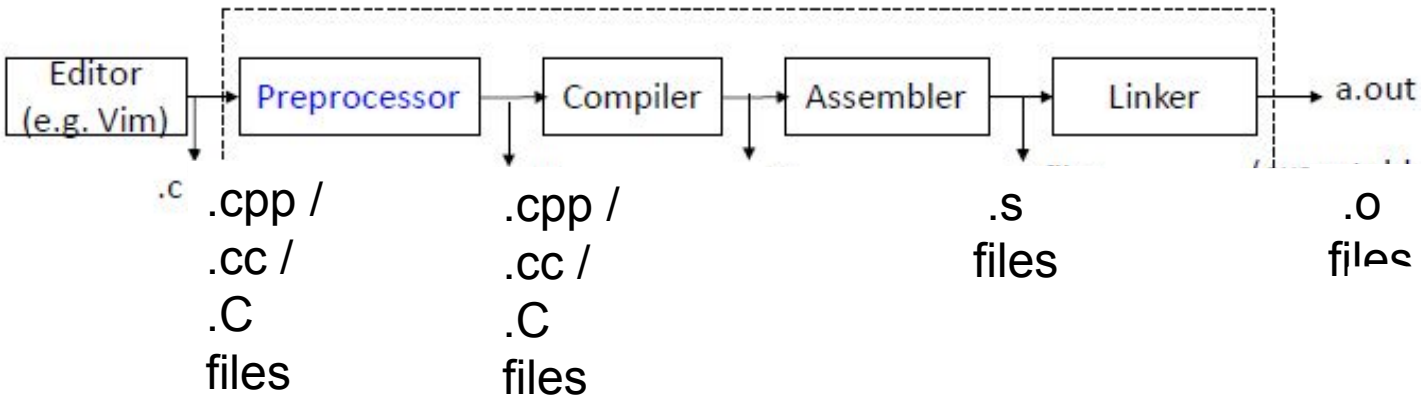 Editor
(e.g. Vim)
Preprocessor
Compiler
Assembler
Linker
a.out
.c
.cpp /
.cc /
.C
files
.cpp /
.cc /
.C
files
.s
files
.o
files